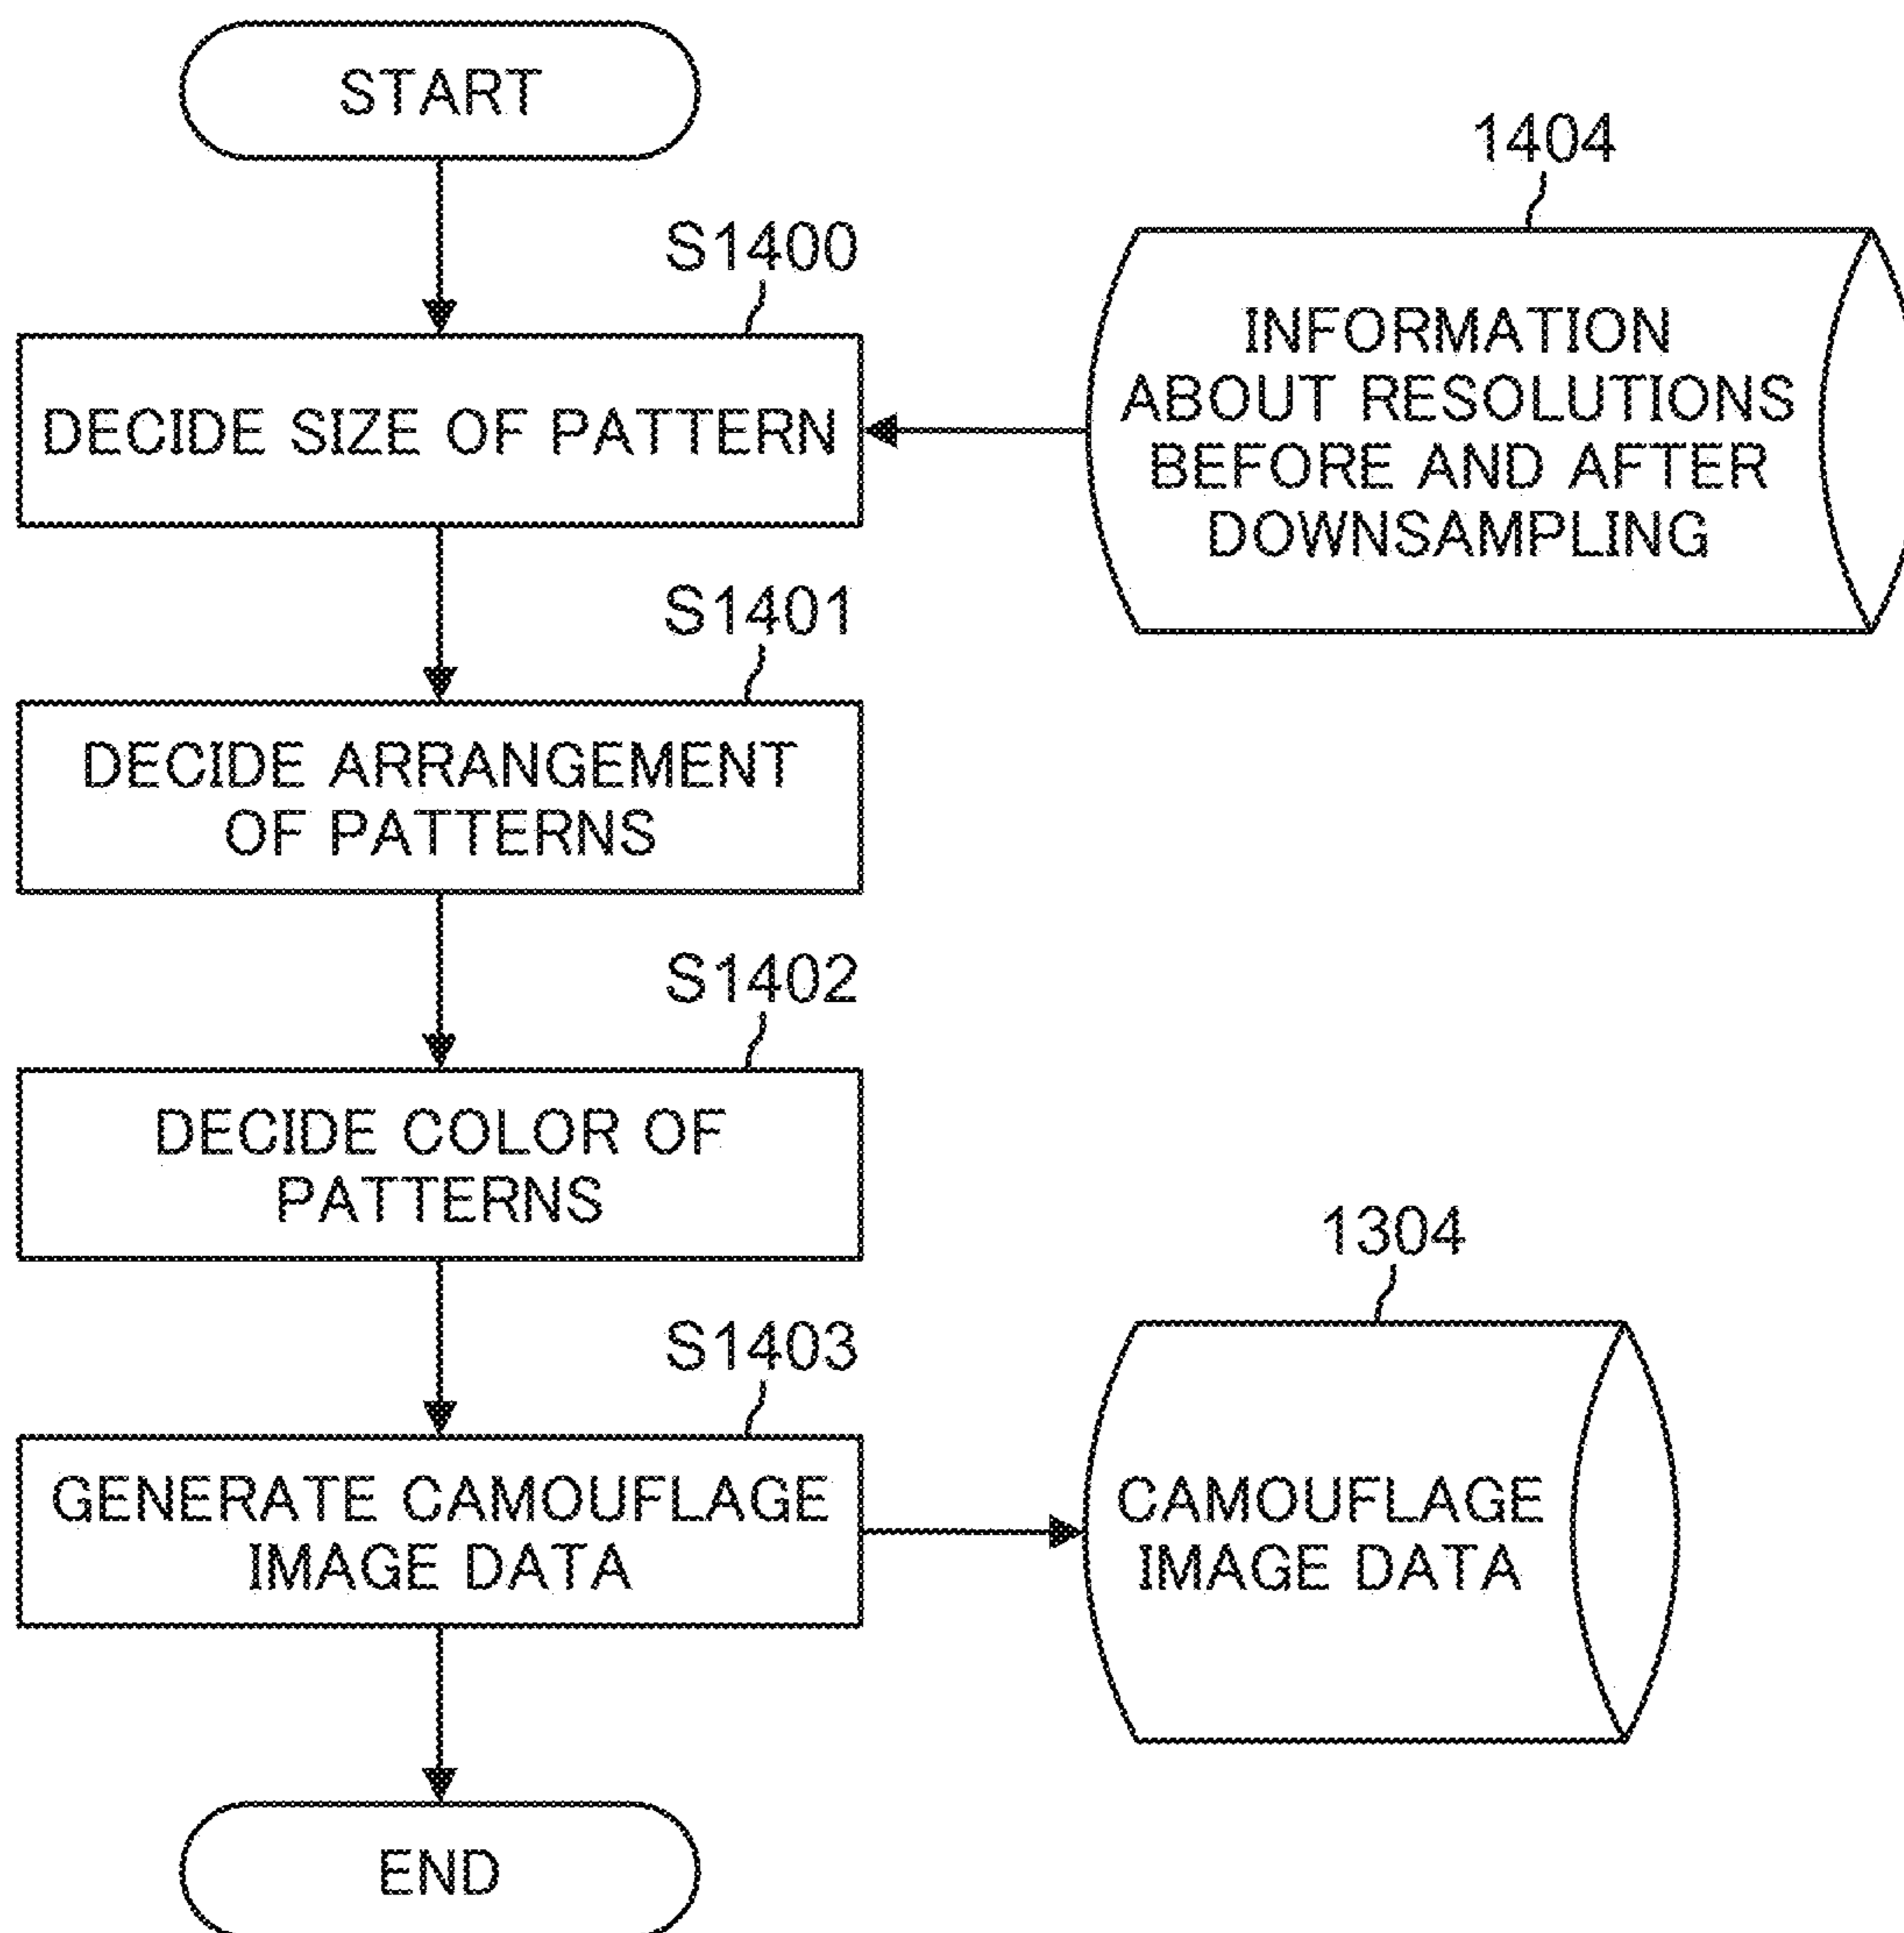 START
1404
S1400
INFORMATION
ABOUT RESOLUTIONS
BEFORE AND AFTER
DOWNSAMPLING
DECIDE SIZE OF PATTERN
S1401
DECIDE ARRANGEMENT
OF PATTERNS
S1402
DECIDE COLOR OF
PATTERNS
1304
S1403
GENERATE CAMOUFLAGE
IMAGE DATA
CAMOUFLAGE
IMAGE DATA
END